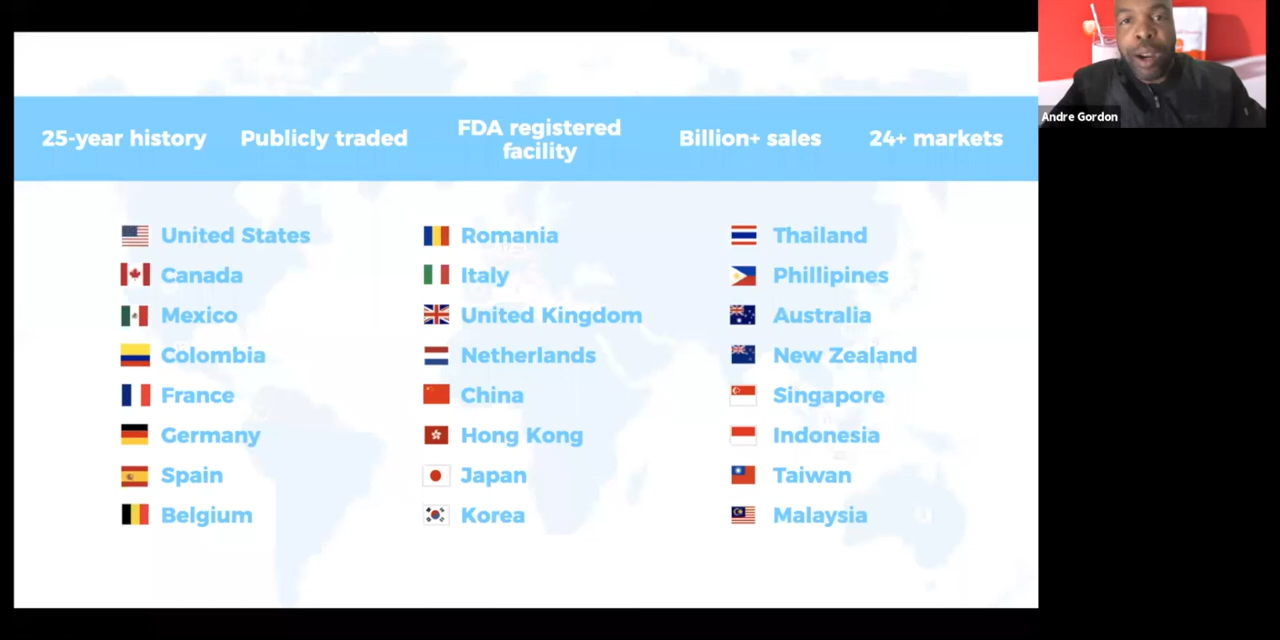 25-year history
Publicly traded
FDA registered
facility
Billion+ sales
24+ markets
United States
Canada
Mexico
Colombia
France
Germany
Spain
Belgium
Romania
Italy
United Kingdom
Netherlands
China
Hong Kong
Japan
Korea
Thailand
Phillipines
Australia
New Zealand
Singapore
Indonesia
Taiwan
Malaysia
Andre Gordon